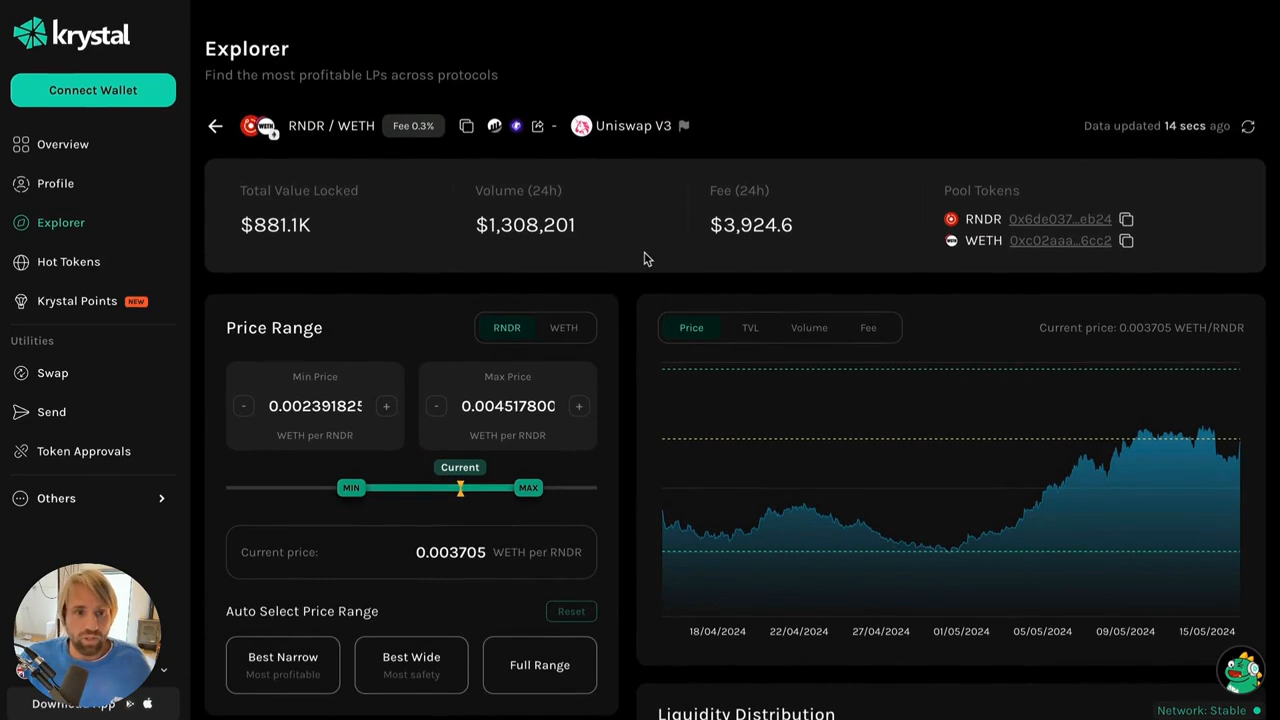 krystal
Connect Wallet
Overview
Profile
Explorer
Hot Tokens
Krystal Points NEW
Utilities
Swap
Send
Token Approvals
Others
Download App
Explorer
Find the most profitable LPs across protocols
WETH RNDR / WETH Fee 0.3% - Uniswap V3
Data updated 14 secs ago
Total Value Locked
$881.1K
Volume (24h)
$1,308,201
Fee (24h)
$3,924.6
Pool Tokens
RNDR 0x6de037...eb24
WETH 0xc02aaa...6cc2
Price Range
RNDR WETH
Min Price
- 0.002391825 +
WETH per RNDR
Max Price
- 0.004517800 +
WETH per RNDR
Current
MIN MAX
Current price: 0.003705 WETH per RNDR
Auto Select Price Range Reset
Best Narrow
Most profitable
Best Wide
Most safety
Full Range
Price TVL Volume Fee
Current price: 0.003705 WETH/RNDR
18/04/2024 22/04/2024 27/04/2024 01/05/2024 05/05/2024 09/05/2024 15/05/2024
Liquidity Distribution
Network: Stable